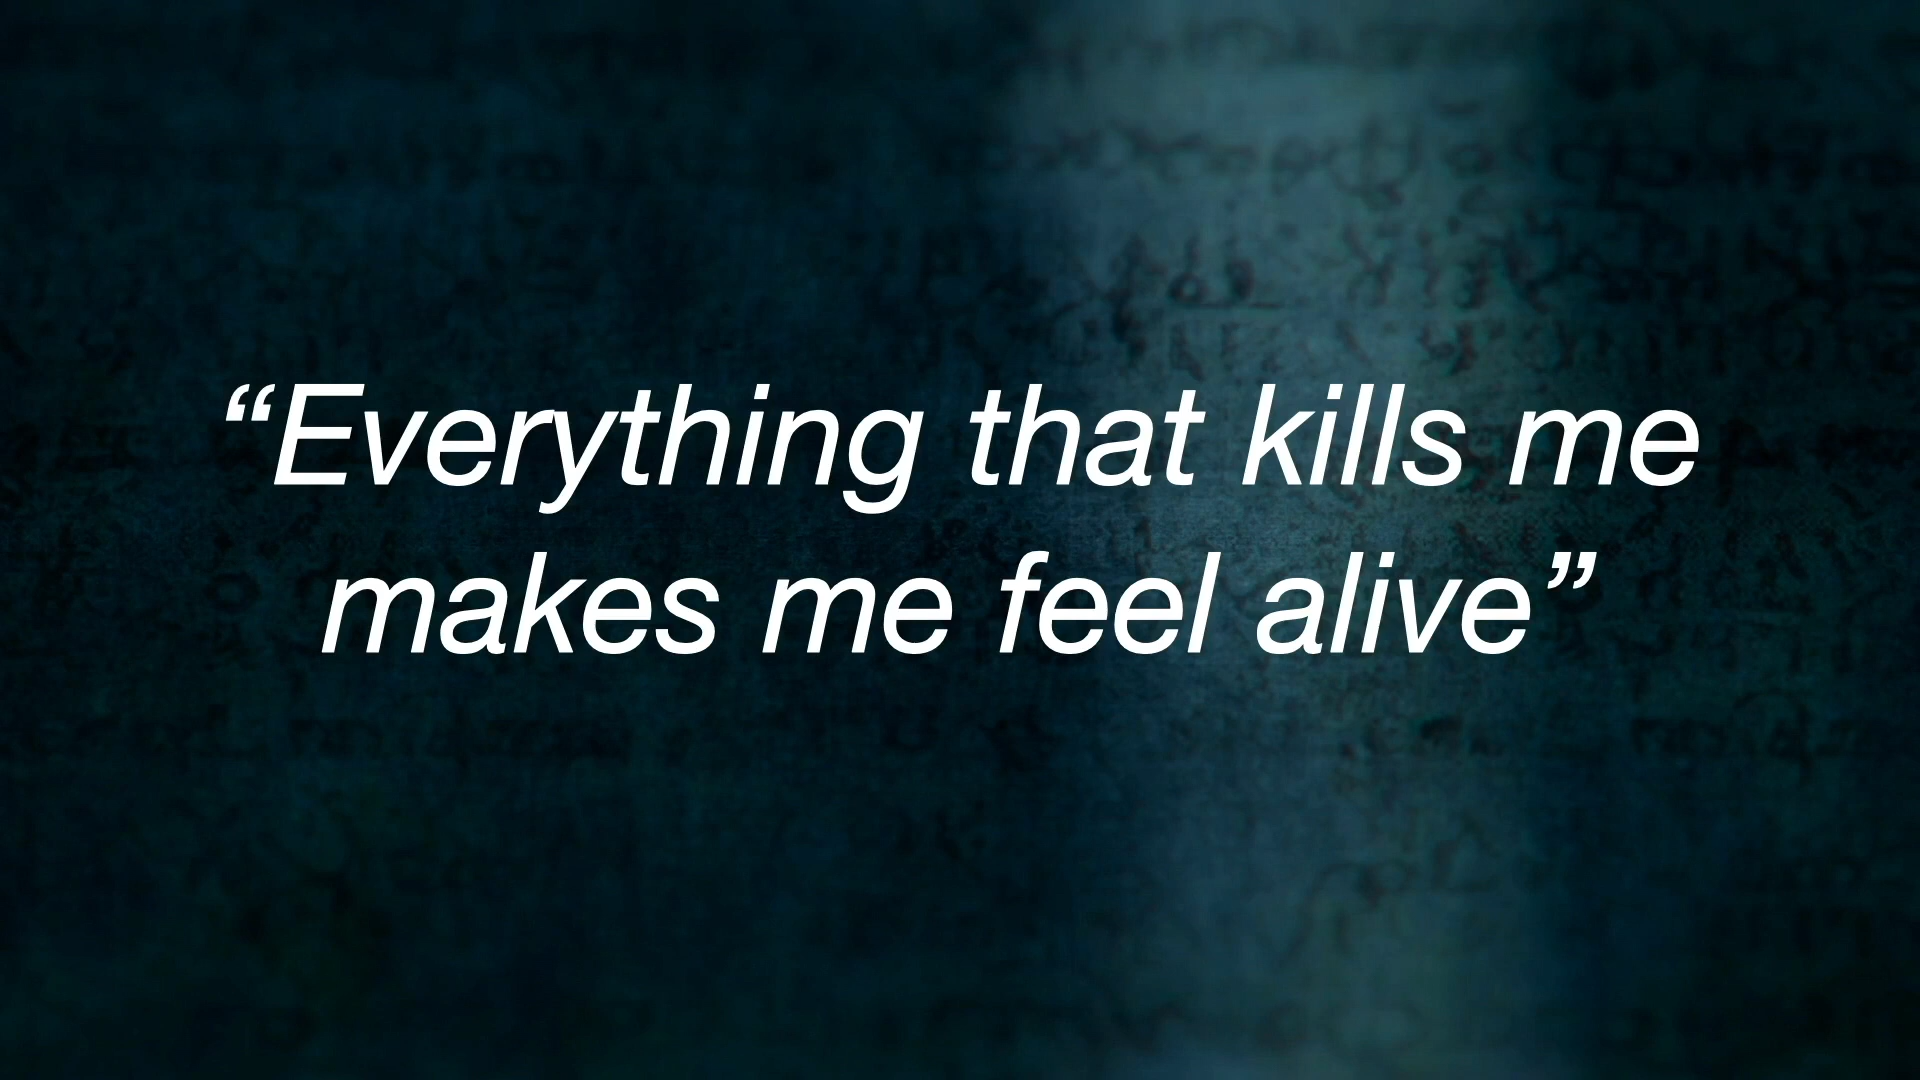 “Everything that kills me
makes me feel alive”